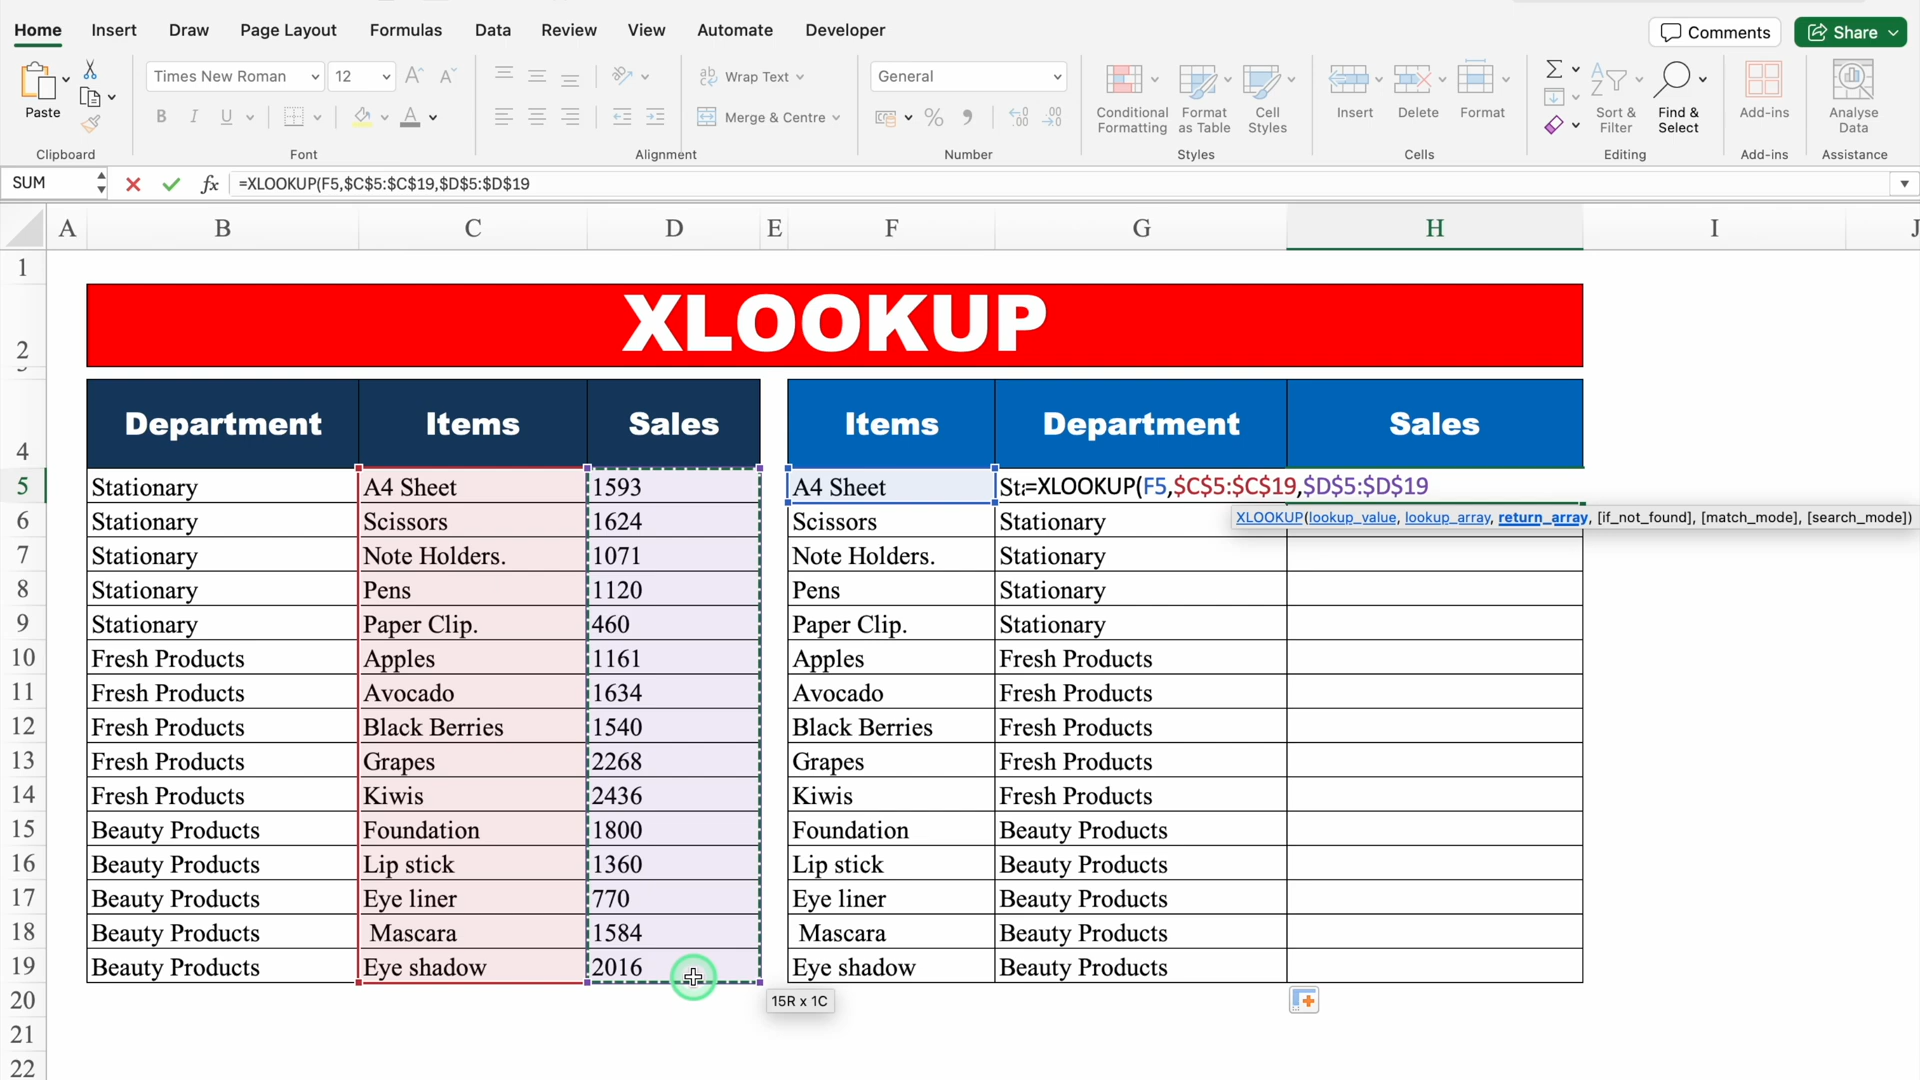 Home Insert Draw Page Layout Formulas Data Review View Automate Developer Comments Share
Paste Times New Roman 12 Wrap Text General Conditional Formatting Format as Table Cell Styles Insert Delete Format Sort & Filter Find & Select Add-ins Analyse Data
B I U A Merge & Centre %
Clipboard Font Alignment Number Styles Cells Editing Add-ins Assistance
SUM fx =XLOOKUP(F5,$C$5:$C$19,$D$5:$D$19
A B C D E F G H I J
1
2 XLOOKUP
4 Department Items Sales Items Department Sales
5 Stationary A4 Sheet 1593 A4 Sheet Sta=XLOOKUP(F5,$C$5:$C$19,$D$5:$D$19
XLOOKUP(lookup_value, lookup_array, return_array, [if_not_found], [match_mode], [search_mode])
6 Stationary Scissors 1624 Scissors Stationary
7 Stationary Note Holders. 1071 Note Holders. Stationary
8 Stationary Pens 1120 Pens Stationary
9 Stationary Paper Clip. 460 Paper Clip. Stationary
10 Fresh Products Apples 1161 Apples Fresh Products
11 Fresh Products Avocado 1634 Avocado Fresh Products
12 Fresh Products Black Berries 1540 Black Berries Fresh Products
13 Fresh Products Grapes 2268 Grapes Fresh Products
14 Fresh Products Kiwis 2436 Kiwis Fresh Products
15 Beauty Products Foundation 1800 Foundation Beauty Products
16 Beauty Products Lip stick 1360 Lip stick Beauty Products
17 Beauty Products Eye liner 770 Eye liner Beauty Products
18 Beauty Products Mascara 1584 Mascara Beauty Products
19 Beauty Products Eye shadow 2016 Eye shadow Beauty Products
20 15R x 1C
21
22